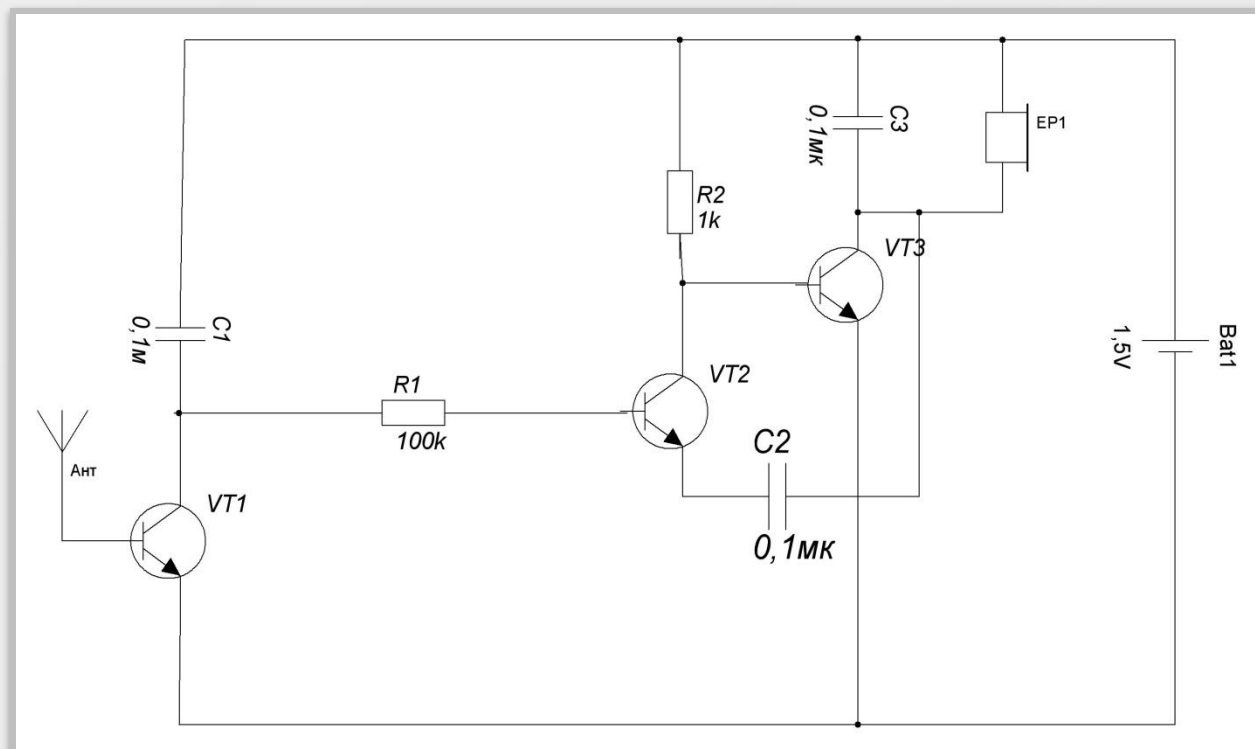 C3
0,1мк
EP1
R2
1k
VT3
C1
0,1м
Bat1
1,5V
R1
100k
VT2
C2
0,1мк
Ант
VT1